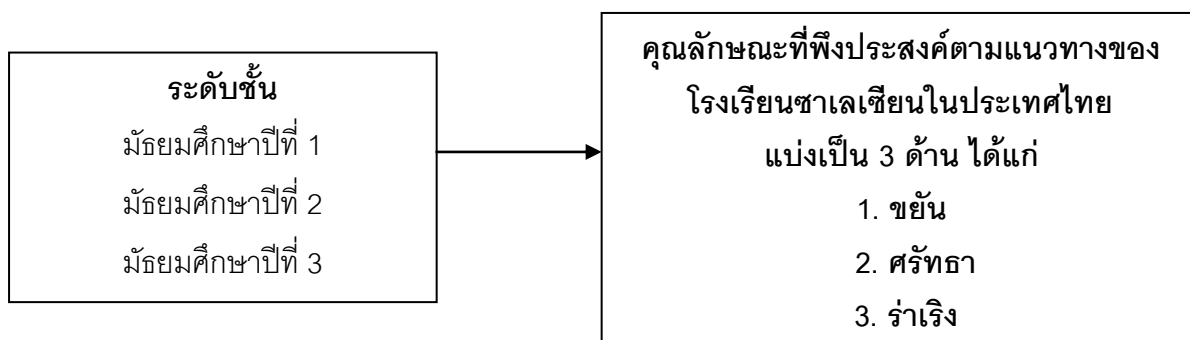 ระดับชั้น
มัธยมศึกษาปีที่ 1
มัธยมศึกษาปีที่ 2
มัธยมศึกษาปีที่ 3
คุณลักษณะที่พึงประสงค์ตามแนวทางของ
โรงเรียนซาเลเซียนในประเทศไทย
แบ่งเป็น 3 ด้าน ได้แก่
1. ขยัน
2. ศรัทธา
3. ร่าเริง